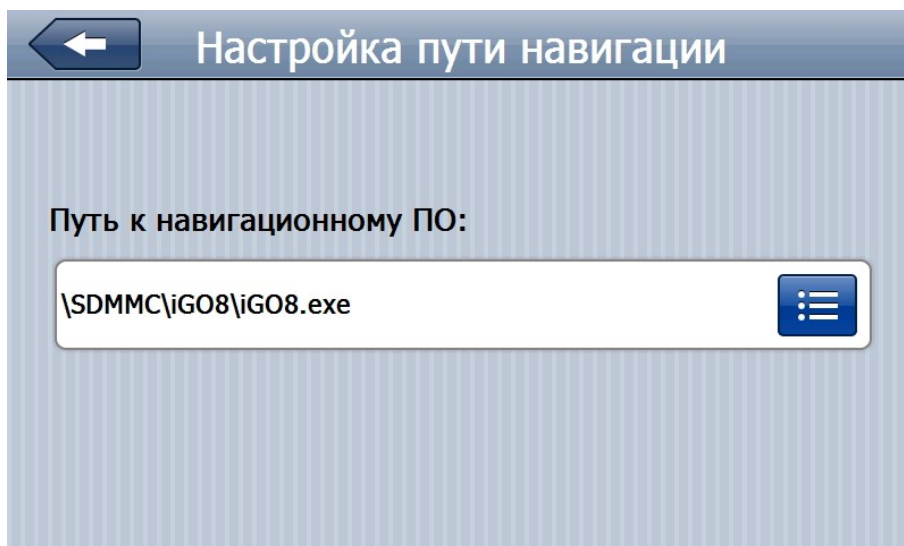 Настройка пути навигации
Путь к навигационному ПО:
\SDMMC\iGO8\iGO8.exe